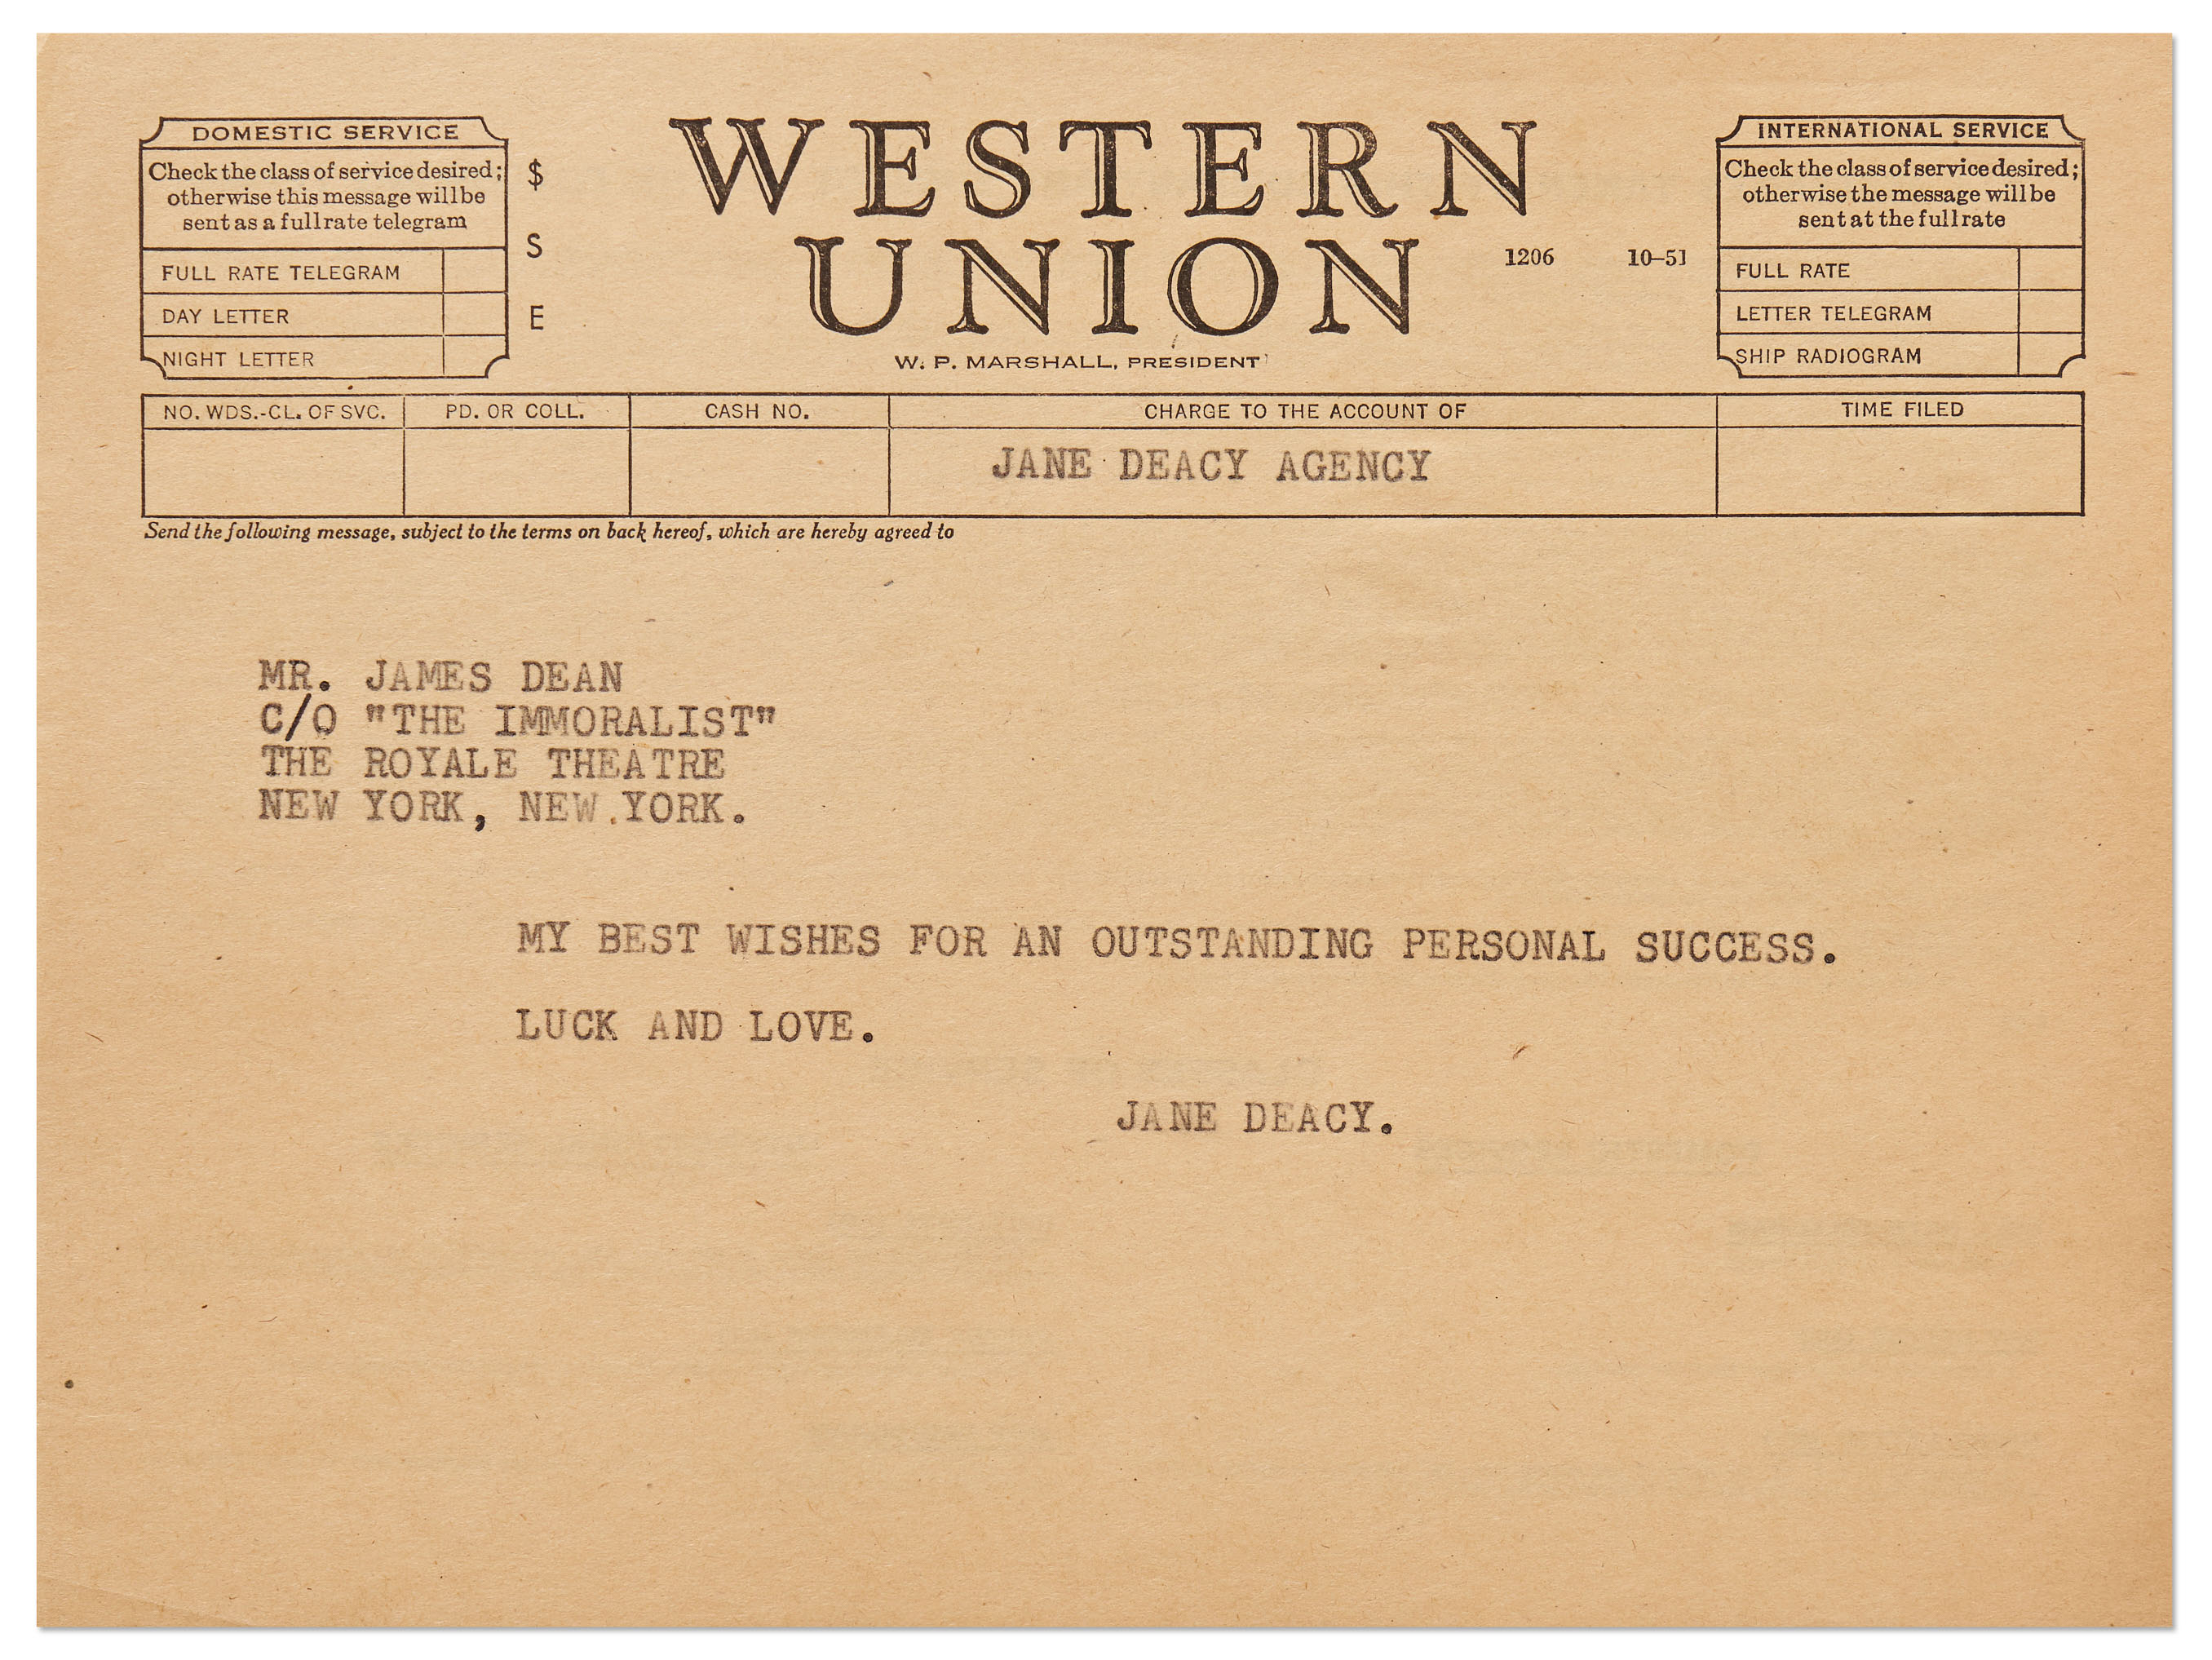 DOMESTIC SERVICE
Check the class of service desired;
otherwise this message will be
sent as a full rate telegram
FULL RATE TELEGRAM
DAY LETTER
NIGHT LETTER
$
S
E
WESTERN
UNION
W. P. MARSHALL, PRESIDENT
1206 10-51
INTERNATIONAL SERVICE
Check the class of service desired;
otherwise the message will be
sent at the full rate
FULL RATE
LETTER TELEGRAM
SHIP RADIOGRAM
NO. WDS.-CL. OF SVC. PD. OR COLL. CASH NO. CHARGE TO THE ACCOUNT OF TIME FILED
JANE DEACY AGENCY
Send the following message, subject to the terms on back hereof, which are hereby agreed to
MR. JAMES DEAN
C/O "THE IMMORALIST"
THE ROYALE THEATRE
NEW YORK, NEW YORK.
MY BEST WISHES FOR AN OUTSTANDING PERSONAL SUCCESS.
LUCK AND LOVE.
JANE DEACY.